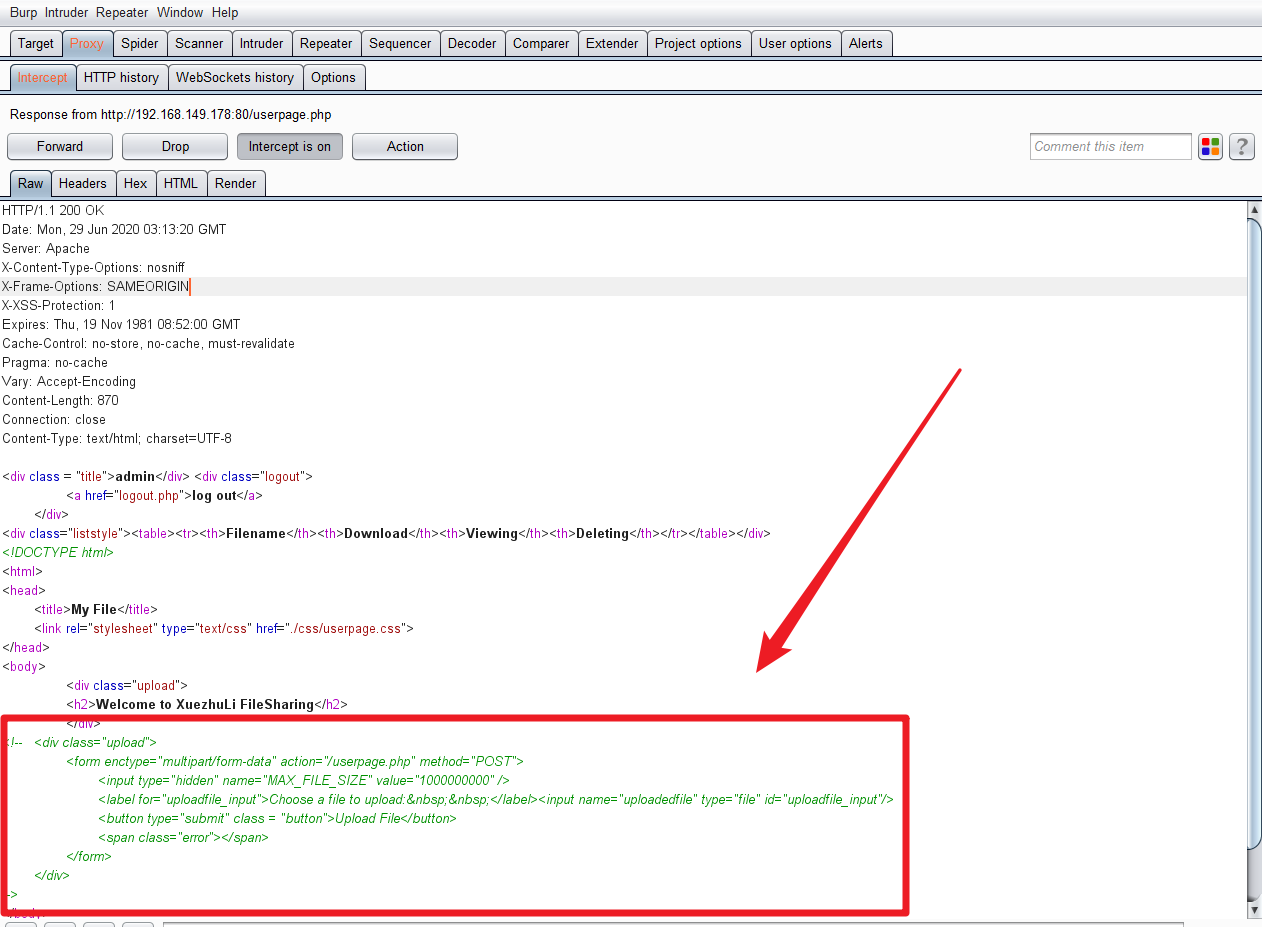 Burp Intruder Repeater Window Help
Target Proxy Spider Scanner Intruder Repeater Sequencer Decoder Comparer Extender Project options User options Alerts
Intercept HTTP history WebSockets history Options
Response from http://192.168.149.178:80/userpage.php
Forward Drop Intercept is on Action Comment this item ?
Raw Headers Hex HTML Render
HTTP/1.1 200 OK
Date: Mon, 29 Jun 2020 03:13:20 GMT
Server: Apache
X-Content-Type-Options: nosniff
X-Frame-Options: SAMEORIGIN
X-XSS-Protection: 1
Expires: Thu, 19 Nov 1981 08:52:00 GMT
Cache-Control: no-store, no-cache, must-revalidate
Pragma: no-cache
Vary: Accept-Encoding
Content-Length: 870
Connection: close
Content-Type: text/html; charset=UTF-8
<div class = "title">admin</div> <div class="logout">
<a href="logout.php">log out</a>
</div>
<div class="liststyle"><table><tr><th>Filename</th><th>Download</th><th>Viewing</th><th>Deleting</th></tr></table></div>
<!DOCTYPE html>
<html>
<head>
<title>My File</title>
<link rel="stylesheet" type="text/css" href="./css/userpage.css">
</head>
<body>
<div class="upload">
<h2>Welcome to XuezhuLi FileSharing</h2>
</div>
<!-- <div class="upload">
<form enctype="multipart/form-data" action="/userpage.php" method="POST">
<input type="hidden" name="MAX_FILE_SIZE" value="1000000000" />
<label for="uploadfile_input">Choose a file to upload:&nbsp;&nbsp;</label><input name="uploadedfile" type="file" id="uploadfile_input"/>
<button type="submit" class = "button">Upload File</button>
<span class="error"></span>
</form>
</div>
-->